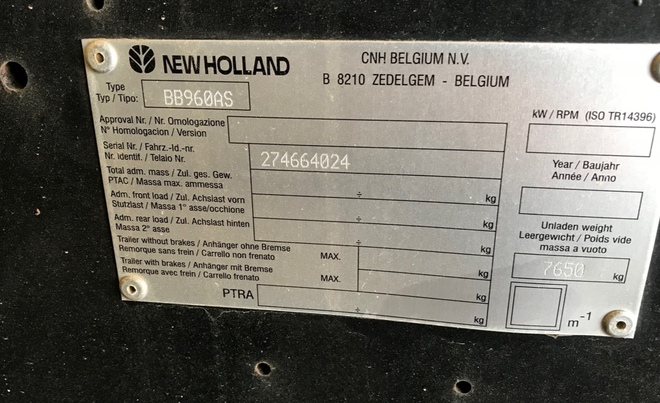 NEW HOLLAND
CNH BELGIUM N.V.
B 8210 ZEDELGEM - BELGIUM
Type
Typ / Tipo: BB960AS
Approval Nr. / Nr. Omologazione
N° Homologacion / Version
Serial Nr / Fahrz.-Id.-nr.
Nr. identif. / Telaio Nr. 274664024
Total adm. mass / Zul. ges. Gew.
PTAC / Massa max. ammessa ÷ kg
Adm. front load / Zul. Achslast vorn
Stutzlast / Massa 1° asse/occhione ÷ kg
Adm. rear load / Zul. Achslast hinten
Massa 2° asse ÷ kg
Trailer without brakes / Anhänger ohne Bremse
Remorque sans frein / Carrello non frenato MAX. kg
Trailer with brakes / Anhänger mit Bremse
Remorque avec frein / Carrello frenato MAX. kg
PTRA ÷ kg
kW / RPM (ISO TR14396)
Year / Baujahr
Année / Anno
Unladen weight
Leergewicht / Poids vide
massa a vuoto
7650 kg
m-1